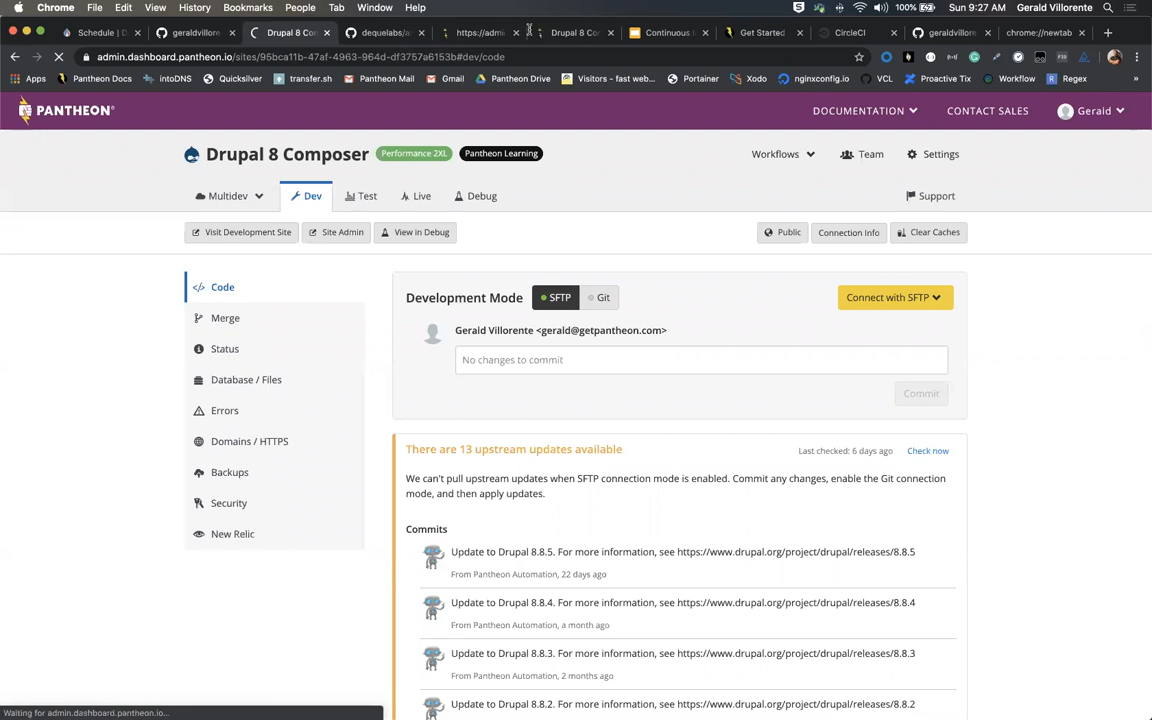 Chrome File Edit View History Bookmarks People Tab Window Help 100% Sun 9:27 AM Gerald Villorente
Schedule | D geraldvillore Drupal 8 Com dequelabs/a https://admi Drupal 8 Co Continuous Get Started CircleCI geraldvillore chrome://newtab
admin.dashboard.pantheon.io/sites/95bca11b-47af-4963-964d-df3757a6153b#dev/code
Apps Pantheon Docs intoDNS Quicksilver transfer.sh Pantheon Mail Gmail Pantheon Drive Visitors - fast web... Portainer Xodo nginxconfig.io VCL Proactive Tix Workflow Regex »
PANTHEON DOCUMENTATION CONTACT SALES Gerald
Drupal 8 Composer Performance 2XL Pantheon Learning Workflows Team Settings
Multidev Dev Test Live Debug Support
Visit Development Site Site Admin View in Debug Public Connection Info Clear Caches
Code
Merge
Status
Database / Files
Errors
Domains / HTTPS
Backups
Security
New Relic
Development Mode SFTP Git Connect with SFTP
Gerald Villorente <gerald@getpantheon.com>
No changes to commit
Commit
There are 13 upstream updates available Last checked: 6 days ago Check now
We can't pull upstream updates when SFTP connection mode is enabled. Commit any changes, enable the Git connection
mode, and then apply updates.
Commits
Update to Drupal 8.8.5. For more information, see https://www.drupal.org/project/drupal/releases/8.8.5
From Pantheon Automation, 22 days ago
Update to Drupal 8.8.4. For more information, see https://www.drupal.org/project/drupal/releases/8.8.4
From Pantheon Automation, a month ago
Update to Drupal 8.8.3. For more information, see https://www.drupal.org/project/drupal/releases/8.8.3
From Pantheon Automation, 2 months ago
Update to Drupal 8.8.2. For more information, see https://www.drupal.org/project/drupal/releases/8.8.2
Waiting for admin.dashboard.pantheon.io...